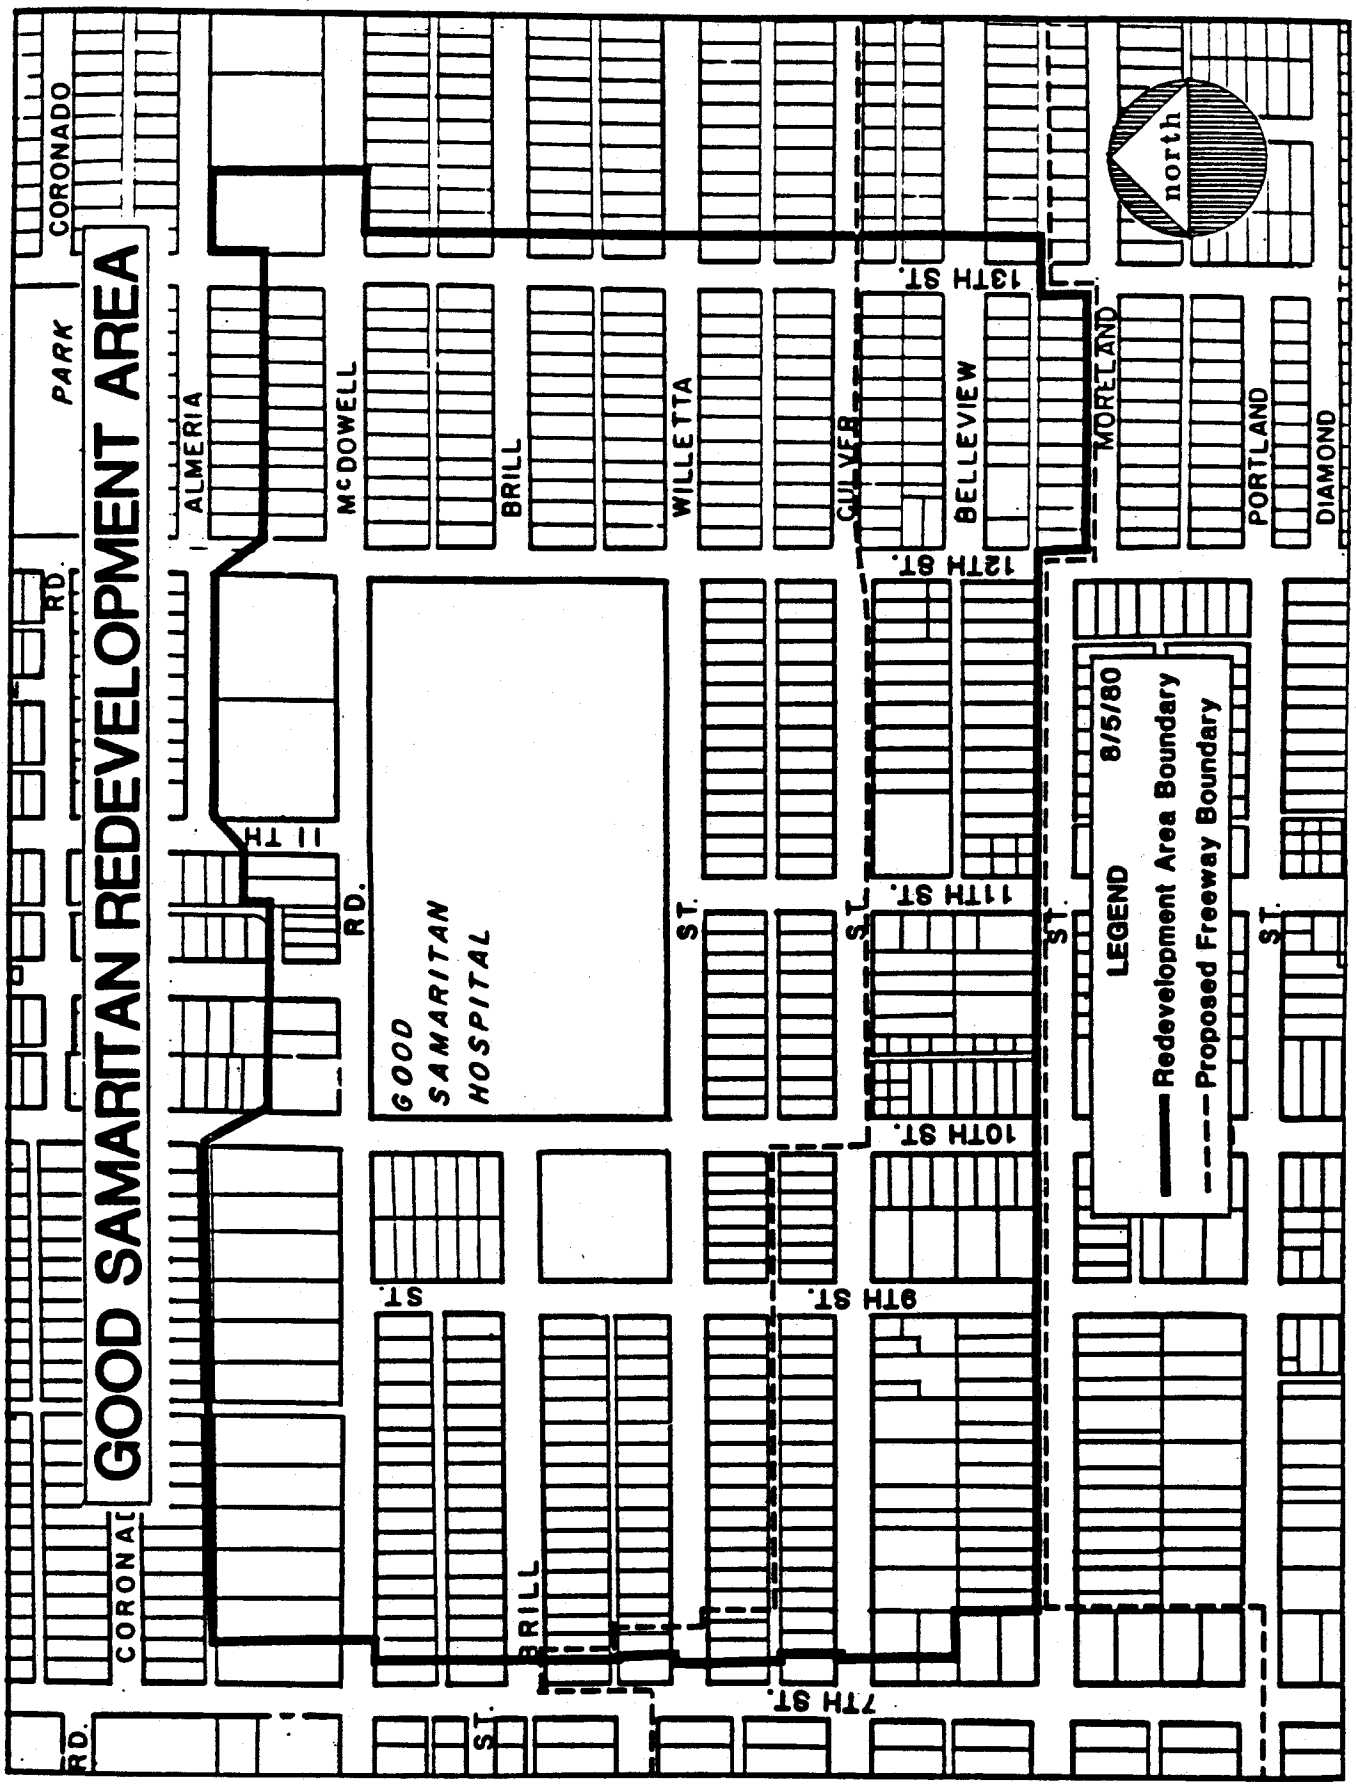 GOOD SAMARITAN REDEVELOPMENT AREA
CORONAD
RD.
CORONADO
PARK
ALMERIA
RD.
McDOWELL
RD.
11TH
ST.
BRILL
ST.
BRILL
GOOD
SAMARITAN
HOSPITAL
ST.
WILLETTA
ST.
CULVER
7TH ST.
9TH ST.
10TH ST.
11TH ST.
12TH ST.
13TH ST.
BELLEVIEW
ST.
MORELAND
north
LEGEND 8/5/80
Redevelopment Area Boundary
Proposed Freeway Boundary
ST.
PORTLAND
DIAMOND